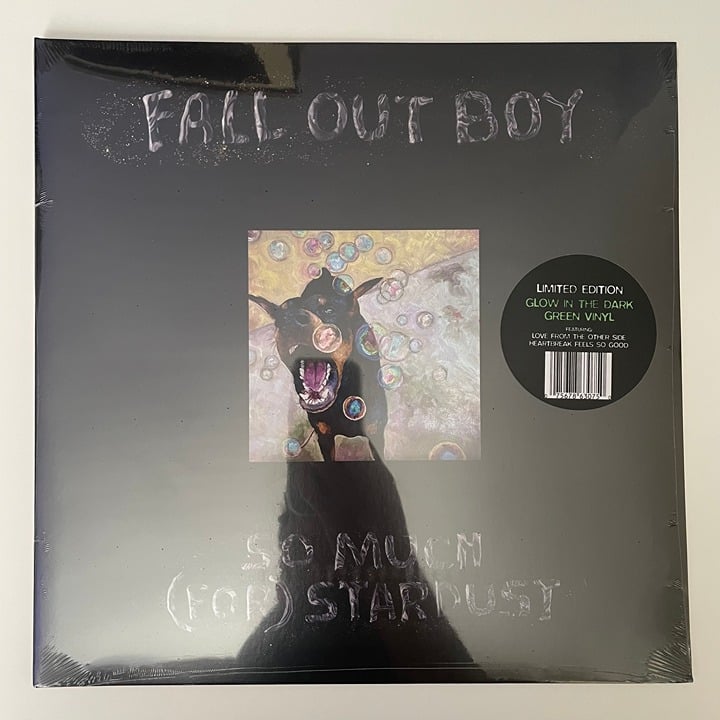 FALL OUT BOY
LIMITED EDITION
GLOW IN THE DARK
GREEN VINYL
FEATURING
LOVE FROM THE OTHER SIDE
HEARTBREAK FEELS SO GOOD
SO MUCH
(FOR) STARDUST